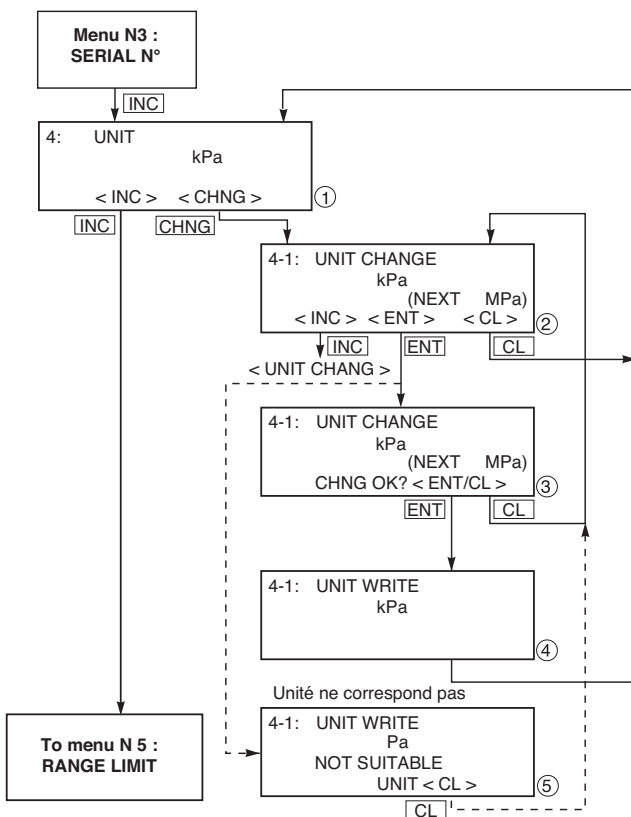 Menu N3 :
SERIAL N°
INC
4: UNIT
kPa
< INC > < CHNG >
1
INC CHNG
4-1: UNIT CHANGE
kPa
(NEXT MPa)
< INC > < ENT > < CL >
2
INC ENT CL
< UNIT CHANG >
4-1: UNIT CHANGE
kPa
(NEXT MPa)
CHNG OK? < ENT/CL >
3
ENT CL
4-1: UNIT WRITE
kPa
4
Unité ne correspond pas
4-1: UNIT WRITE
Pa
NOT SUITABLE
UNIT < CL >
5
CL
To menu N 5 :
RANGE LIMIT